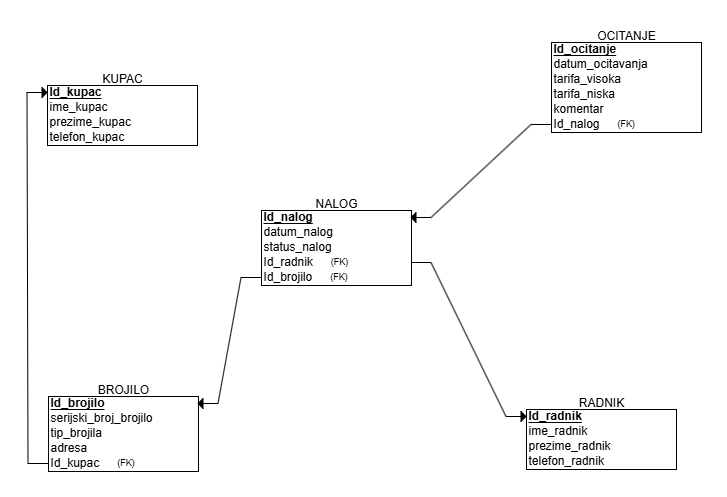 OCITANJE
Id_ocitanje
datum_ocitavanja
tarifa_visoka
tarifa_niska
komentar
Id_nalog (FK)
KUPAC
Id_kupac
ime_kupac
prezime_kupac
telefon_kupac
NALOG
Id_nalog
datum_nalog
status_nalog
Id_radnik (FK)
Id_brojilo (FK)
BROJILO
Id_brojilo
serijski_broj_brojilo
tip_brojila
adresa
Id_kupac (FK)
RADNIK
Id_radnik
ime_radnik
prezime_radnik
telefon_radnik